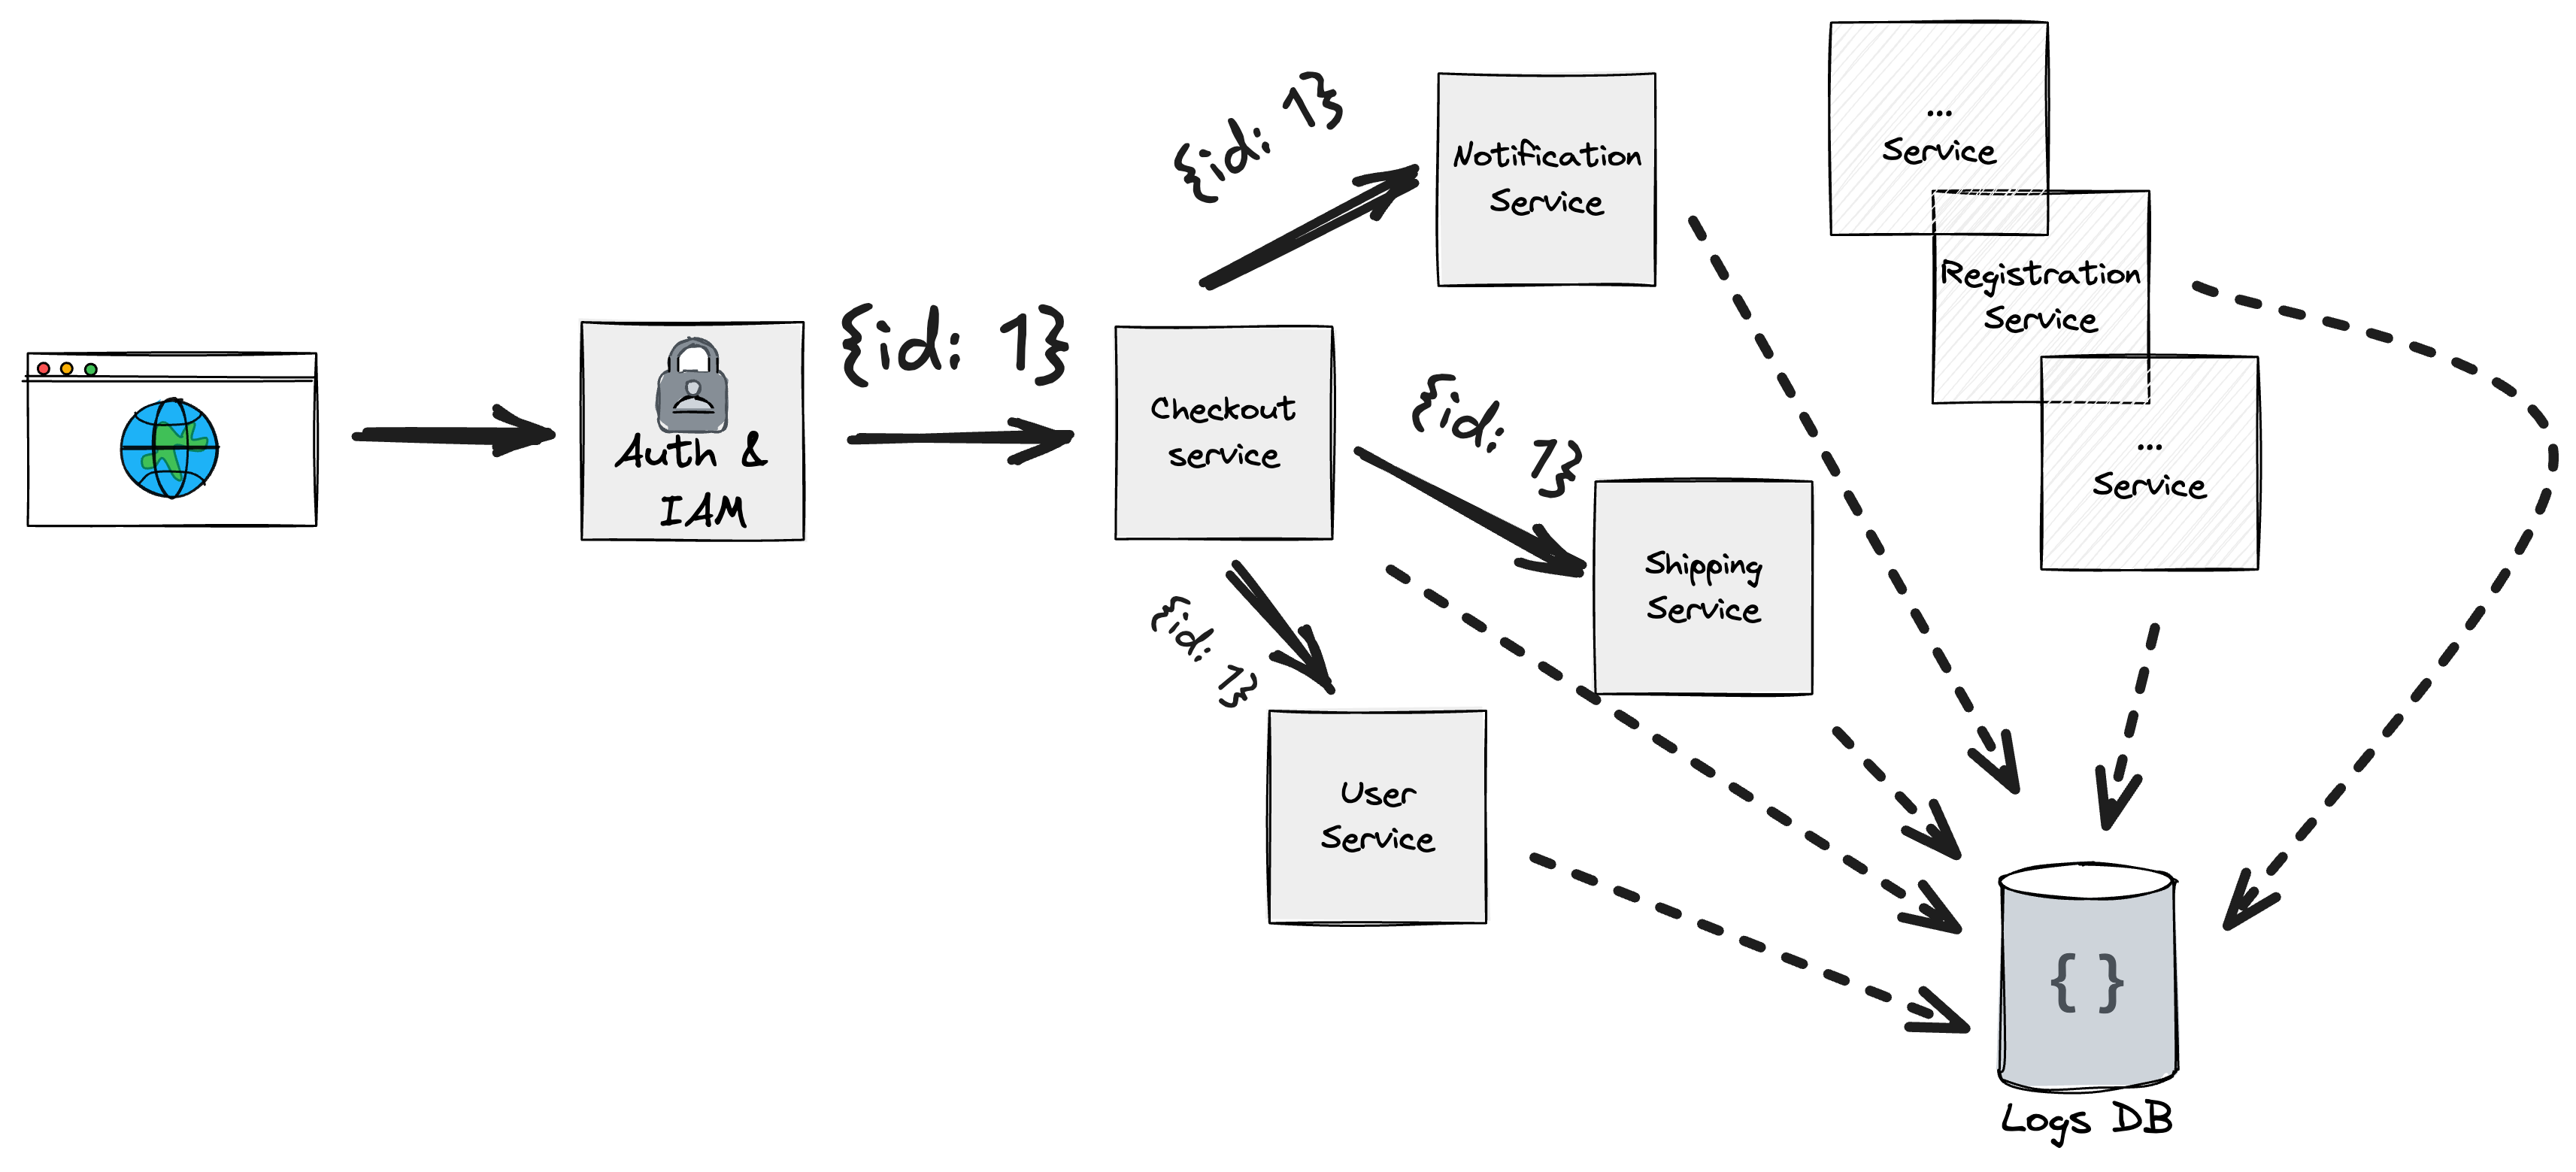 {id: 1}
Notification
Service
...
Service
Registration
Service
...
Service
Auth &
IAM
{id: 1}
Checkout
service
{id: 1}
Shipping
Service
{id: 1}
User
Service
{ }
Logs DB